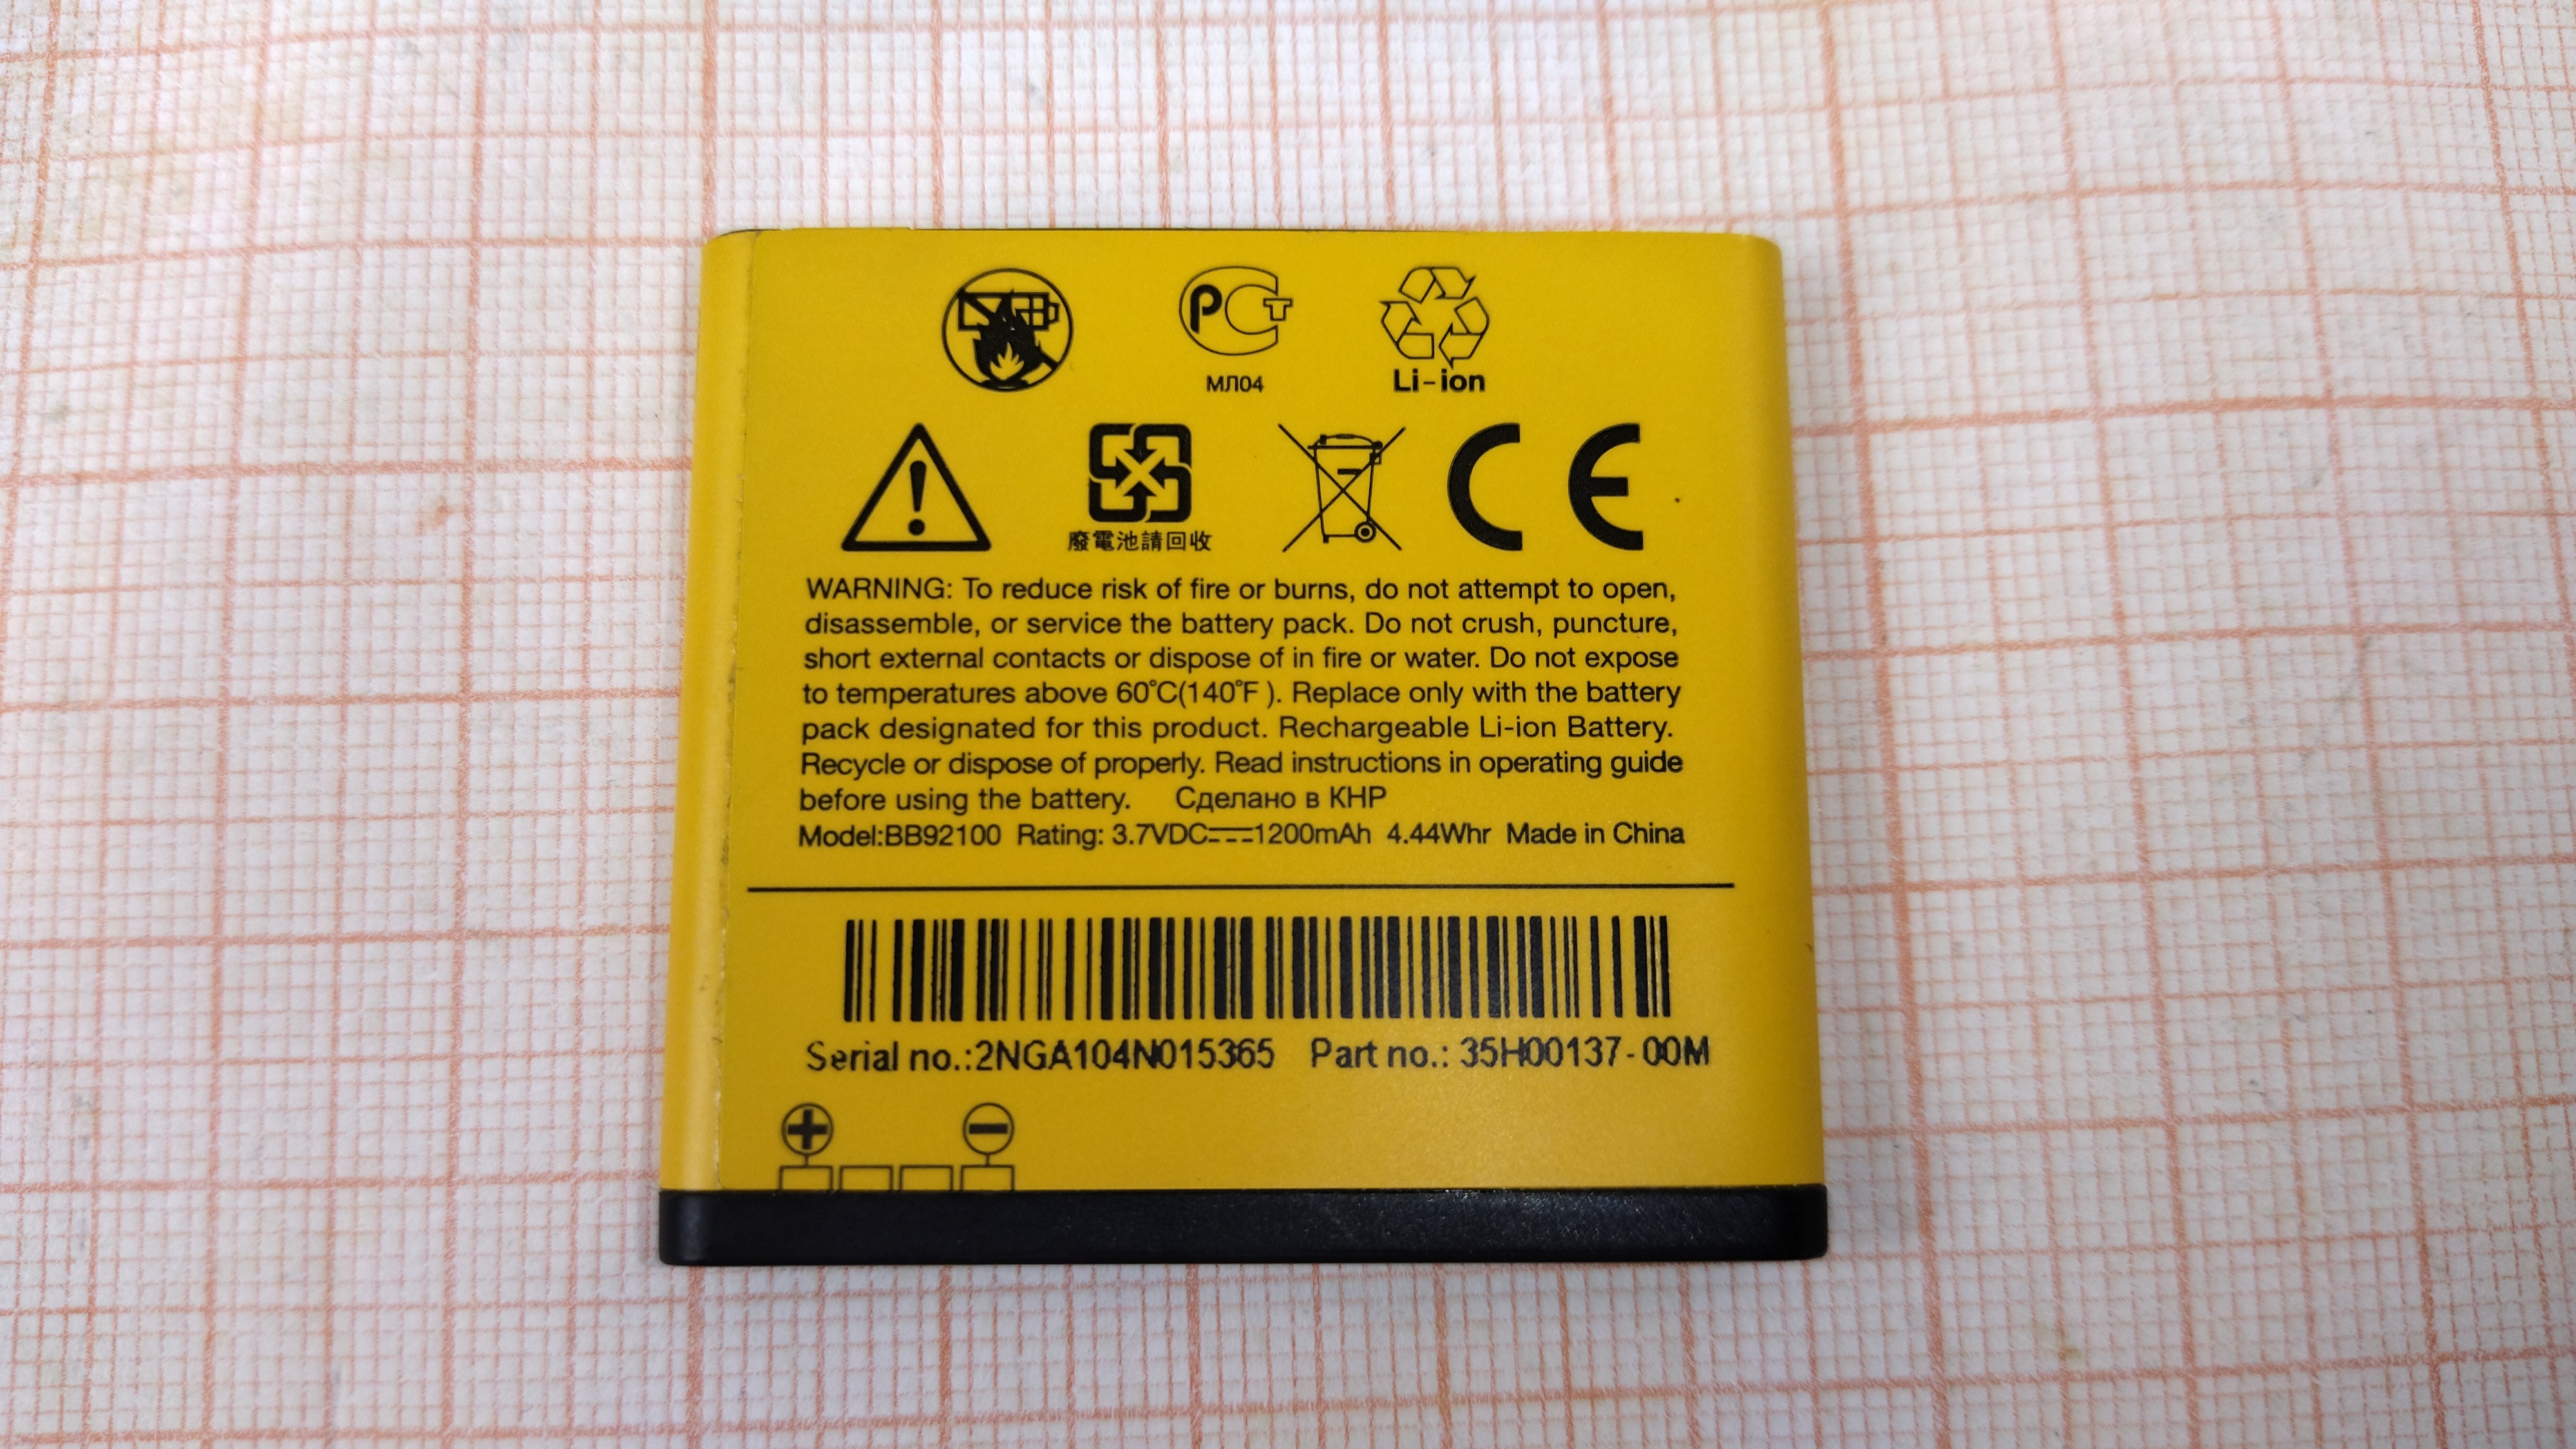 РСТ
МЛ04
Li-ion
廢電池請回收
CE
WARNING: To reduce risk of fire or burns, do not attempt to open,
disassemble, or service the battery pack. Do not crush, puncture,
short external contacts or dispose of in fire or water. Do not expose
to temperatures above 60°C(140°F ). Replace only with the battery
pack designated for this product. Rechargeable Li-ion Battery.
Recycle or dispose of properly. Read instructions in operating guide
before using the battery. Сделано в КНР
Model:BB92100 Rating: 3.7VDC⎓1200mAh 4.44Whr Made in China
Serial no.:2NGA104N015365 Part no.: 35H00137-00M
+ −